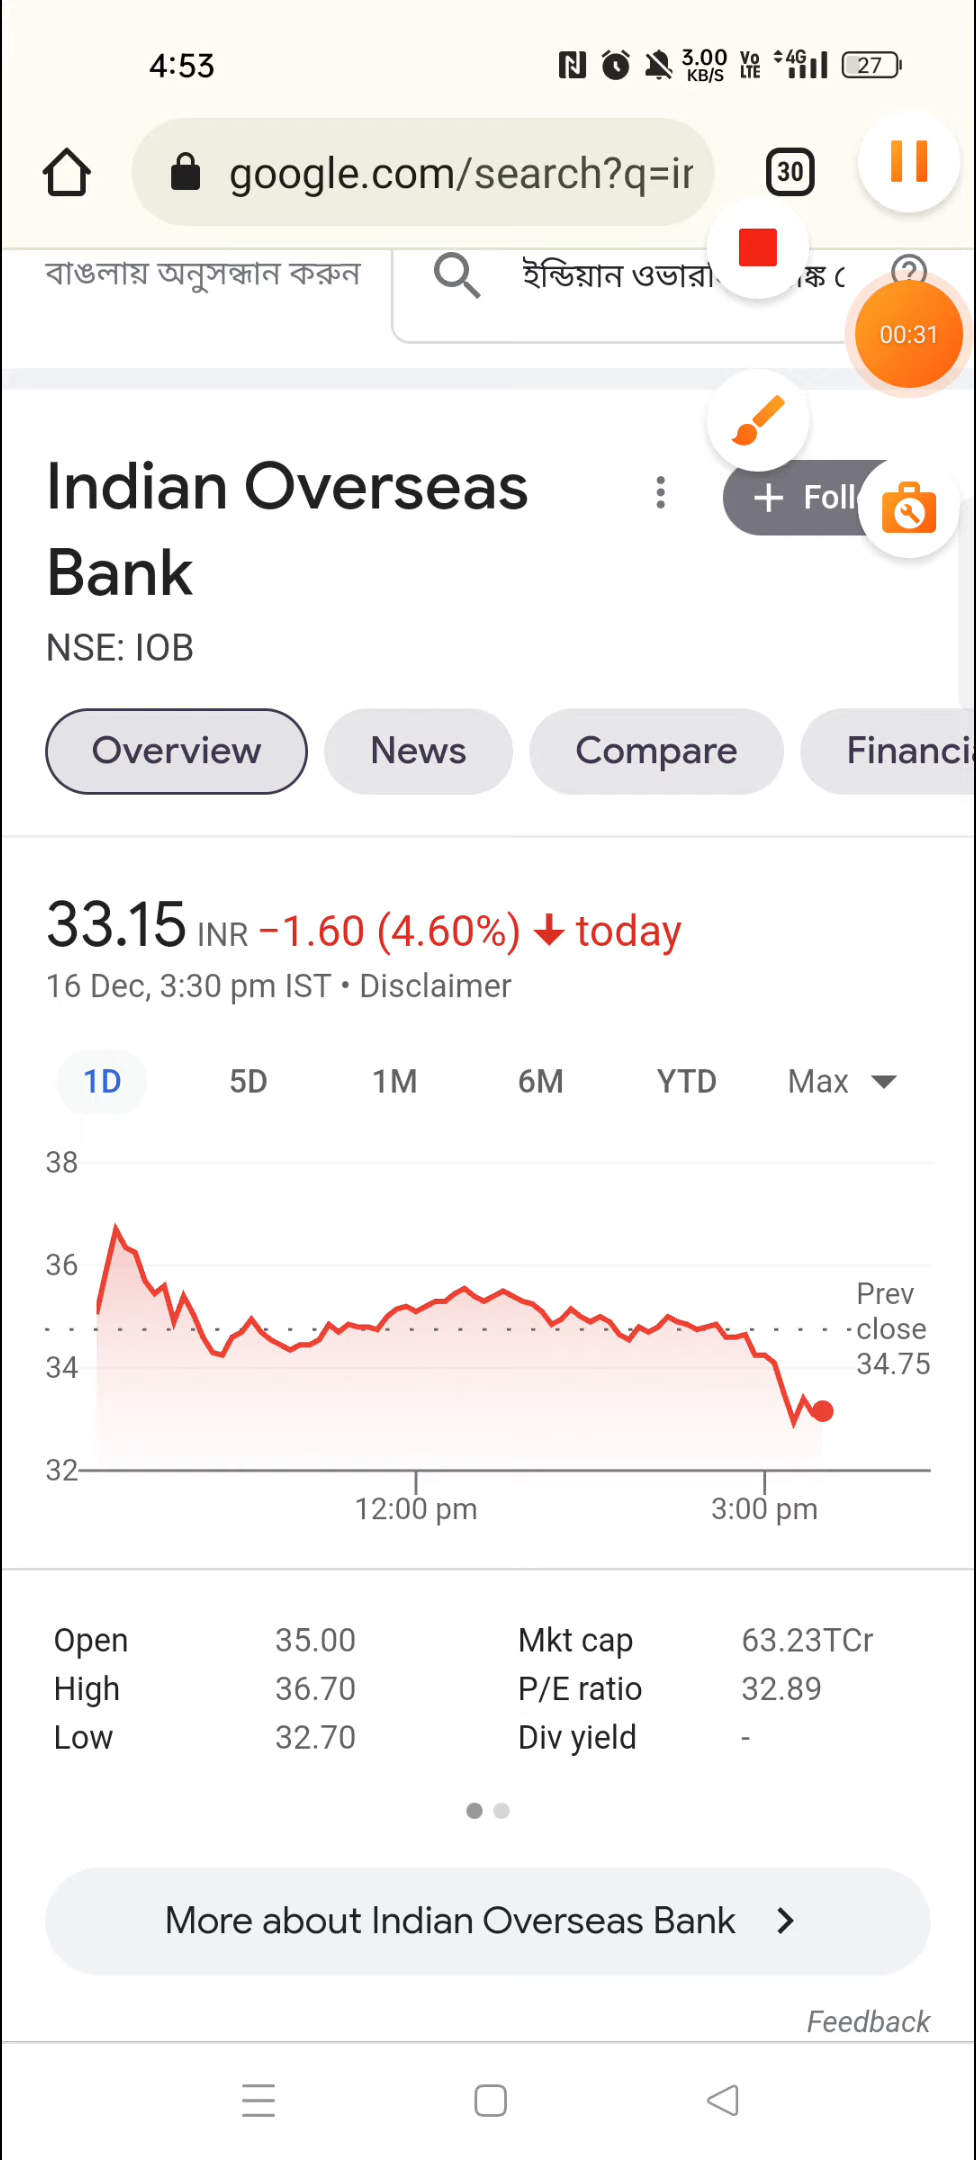 4:53
3.00
KB/S
Vo
LTE
4G
27
google.com/search?q=in
30
বাঙলায় অনুসন্ধান করুন
ইন্ডিয়ান
00:31
Indian Overseas
Bank
+ Foll
NSE: IOB
Overview
News
Compare
Financi
33.15 INR −1.60 (4.60%) ↓ today
16 Dec, 3:30 pm IST • Disclaimer
1D
5D
1M
6M
YTD
Max
38
36
34
32
Prev
close
34.75
12:00 pm
3:00 pm
Open 35.00 Mkt cap 63.23TCr
High 36.70 P/E ratio 32.89
Low 32.70 Div yield -
More about Indian Overseas Bank
Feedback